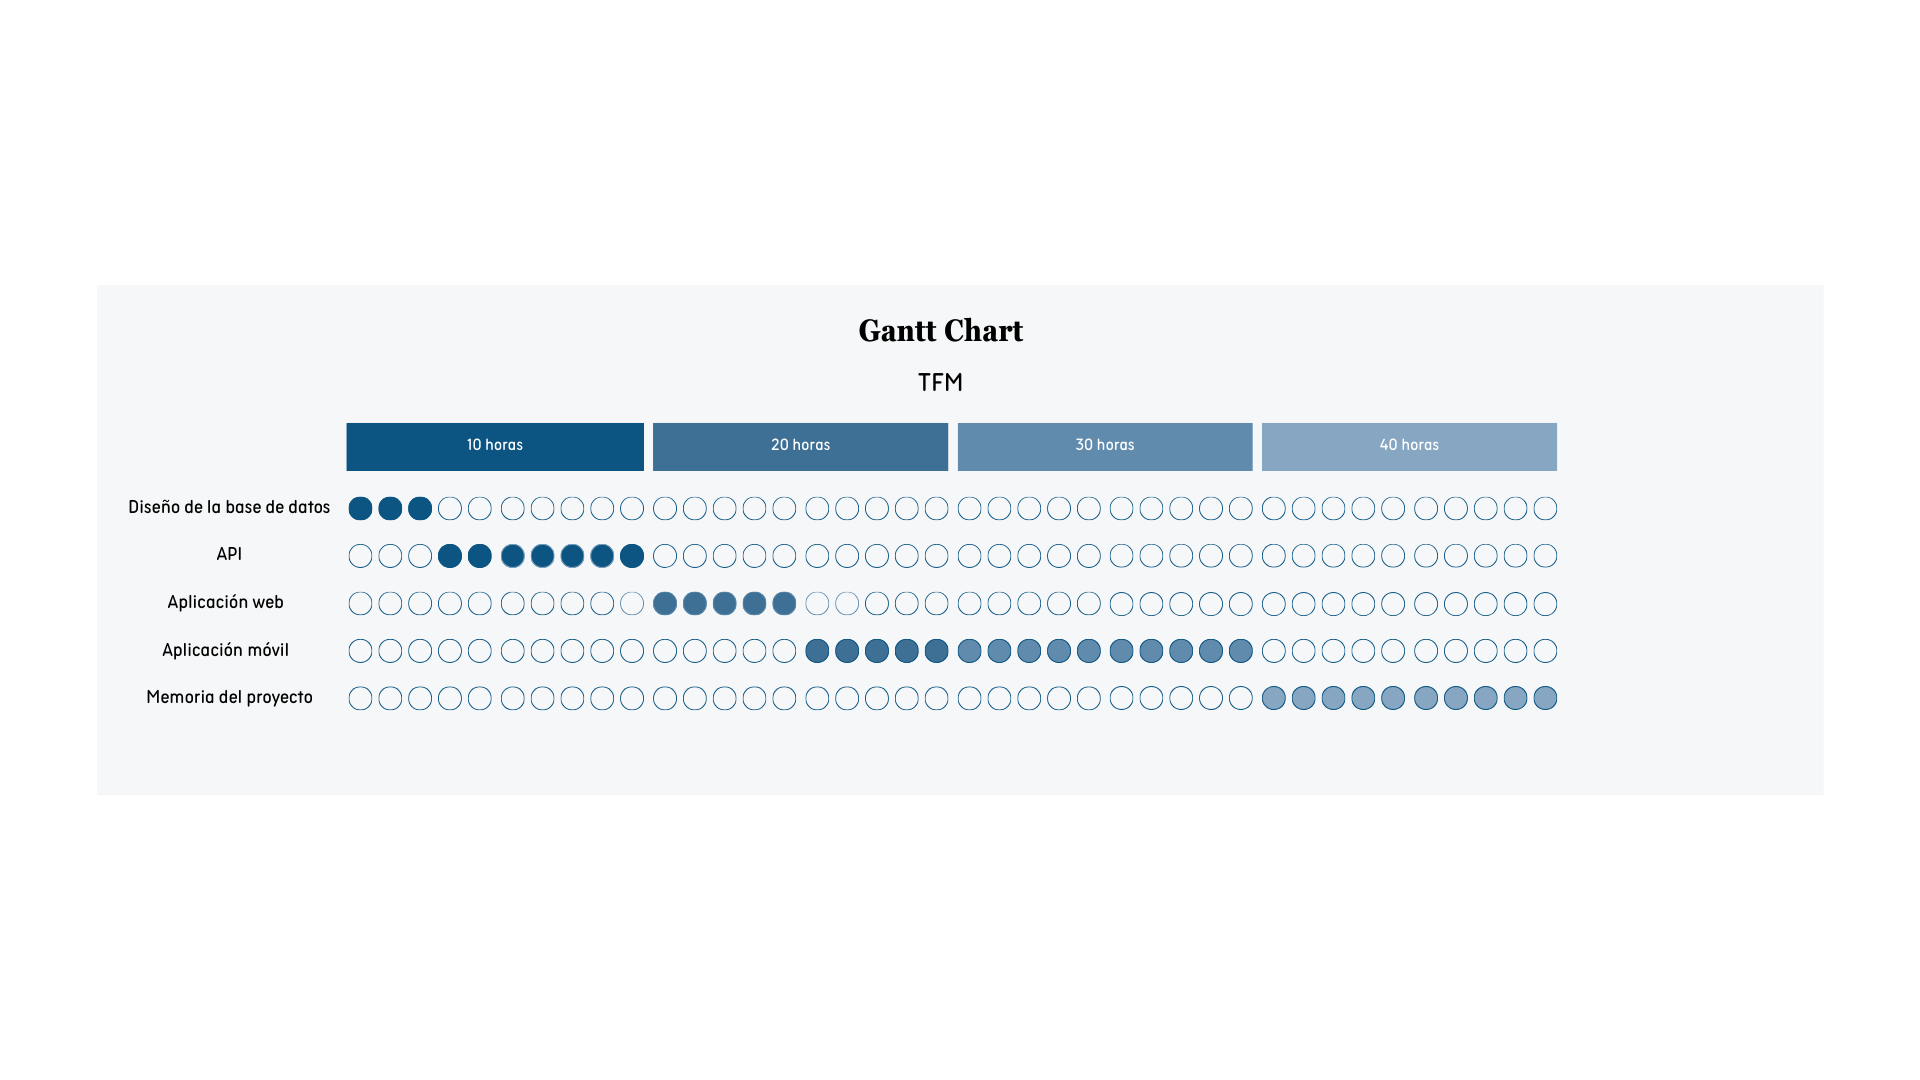 Gantt Chart
TFM
10 horas 20 horas 30 horas 40 horas
Diseño de la base de datos
API
Aplicación web
Aplicación móvil
Memoria del proyecto